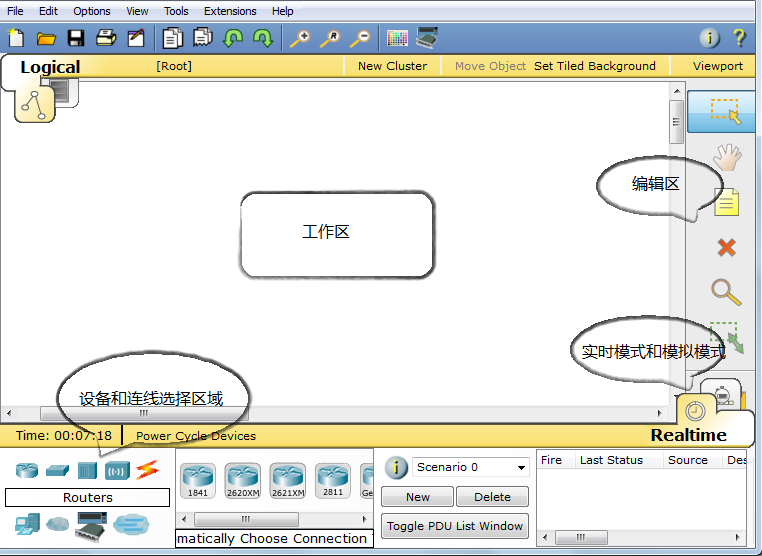 File Edit Options View Tools Extensions Help
Logical [Root] New Cluster Move Object Set Tiled Background Viewport
编辑区
工作区
实时模式和模拟模式
设备和连线选择区域
Time: 00:07:18 Power Cycle Devices Realtime
Scenario 0
Fire Last Status Source Des
1841 2620XM 2621XM 2811 Ge
Routers
New Delete
Toggle PDU List Window
matically Choose Connection